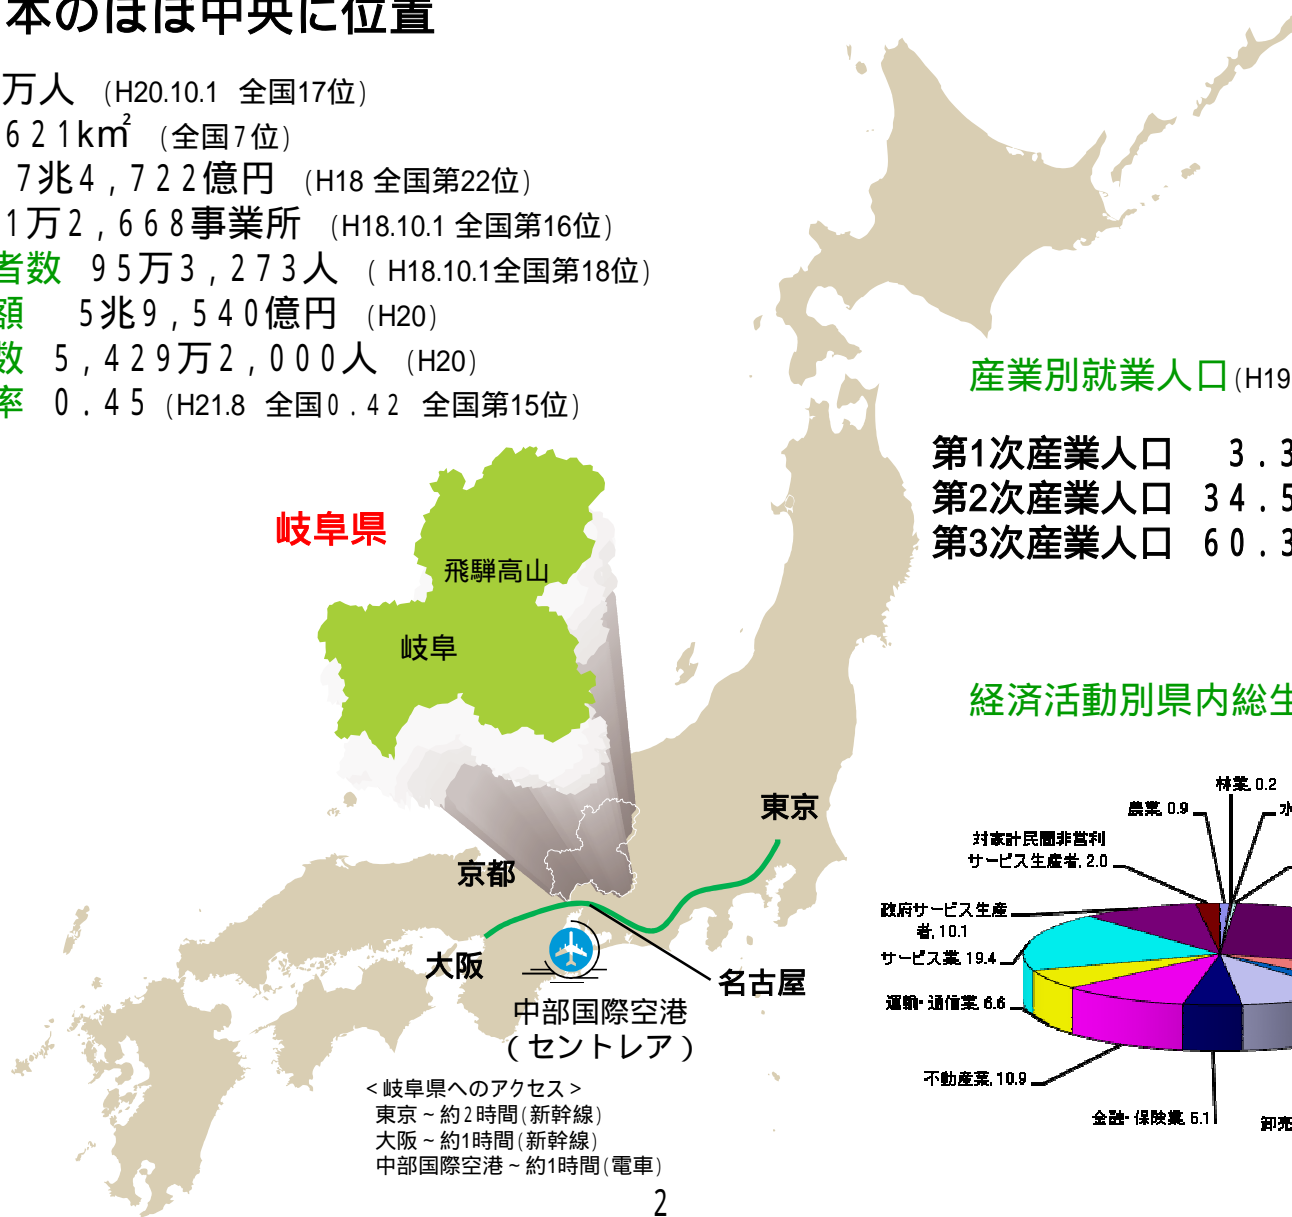 本のほぼ中央に位置
万人 (H20.10.1 全国17位)
621km² (全国7位)
7兆4,722億円 (H18 全国第22位)
1万2,668事業所 (H18.10.1 全国第16位)
者数 95万3,273人 ( H18.10.1全国第18位)
額 5兆9,540億円 (H20)
数 5,429万2,000人 (H20)
率 0.45 (H21.8 全国0.42 全国第15位)
産業別就業人口(H19
第1次産業人口 3.3
第2次産業人口 34.5
第3次産業人口 60.3
岐阜県
飛騨高山
岐阜
経済活動別県内総生
東京
京都
大阪
名古屋
中部国際空港
(セントレア)
林業, 0.2
農業, 0.9
水
対家計民間非営利
サービス生産者, 2.0
政府サービス生産
者, 10.1
サービス業, 19.4
運輸・通信業, 6.6
不動産業, 10.9
金融・保険業, 5.1
卸売
<岐阜県へのアクセス>
東京~約2時間(新幹線)
大阪~約1時間(新幹線)
中部国際空港~約1時間(電車)
2